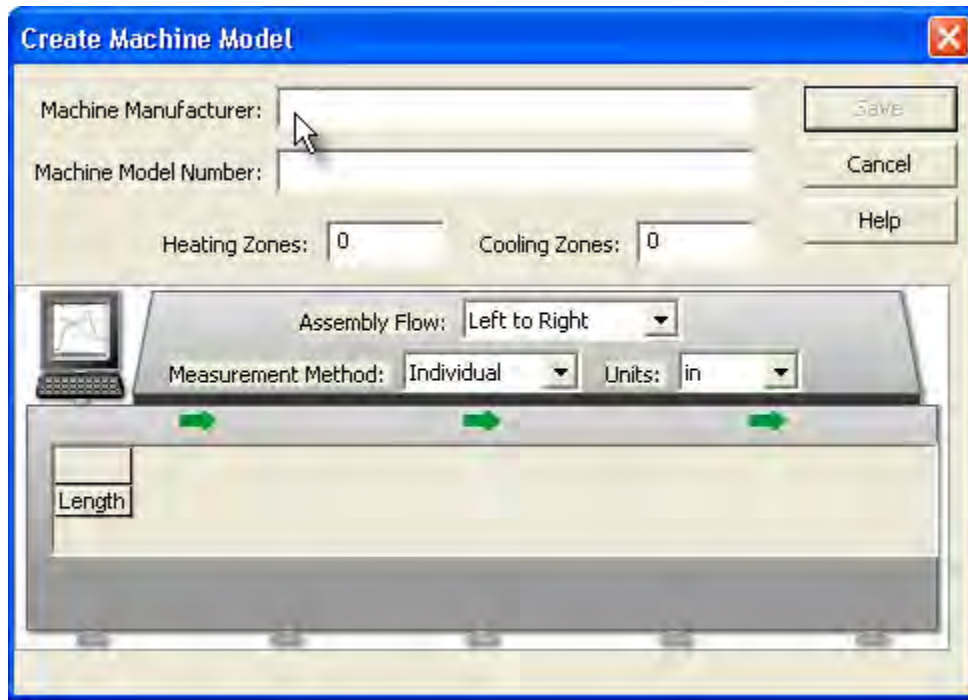 Create Machine Model
Machine Manufacturer:
Save
Machine Model Number:
Cancel
Help
Heating Zones: 0 Cooling Zones: 0
Assembly Flow: Left to Right
Measurement Method: Individual Units: in
Length